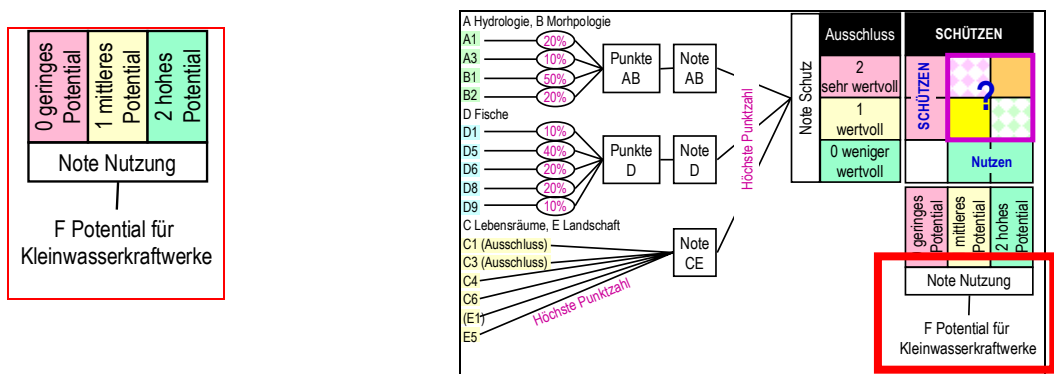 0 geringes
Potential
1 mittleres
Potential
2 hohes
Potential
Note Nutzung
F Potential für
Kleinwasserkraftwerke
A Hydrologie, B Morhpologie
A1
20%
A3
10%
B1
50%
B2
20%
Punkte
AB
Note
AB
D Fische
D1
10%
D5
40%
D6
20%
D8
20%
D9
10%
Punkte
D
Note
D
C Lebensräume, E Landschaft
C1 (Ausschluss)
C3 (Ausschluss)
C4
C6
(E1)
E5
Höchste Punktzahl
Note
CE
Höchste Punktzahl
Note Schutz
Ausschluss
2
sehr wertvoll
1
wertvoll
0 weniger
wertvoll
SCHÜTZEN
SCHÜTZEN
?
Nutzen
geringes
Potential
mittleres
Potential
2 hohes
Potential
Note Nutzung
F Potential für
Kleinwasserkraftwerke